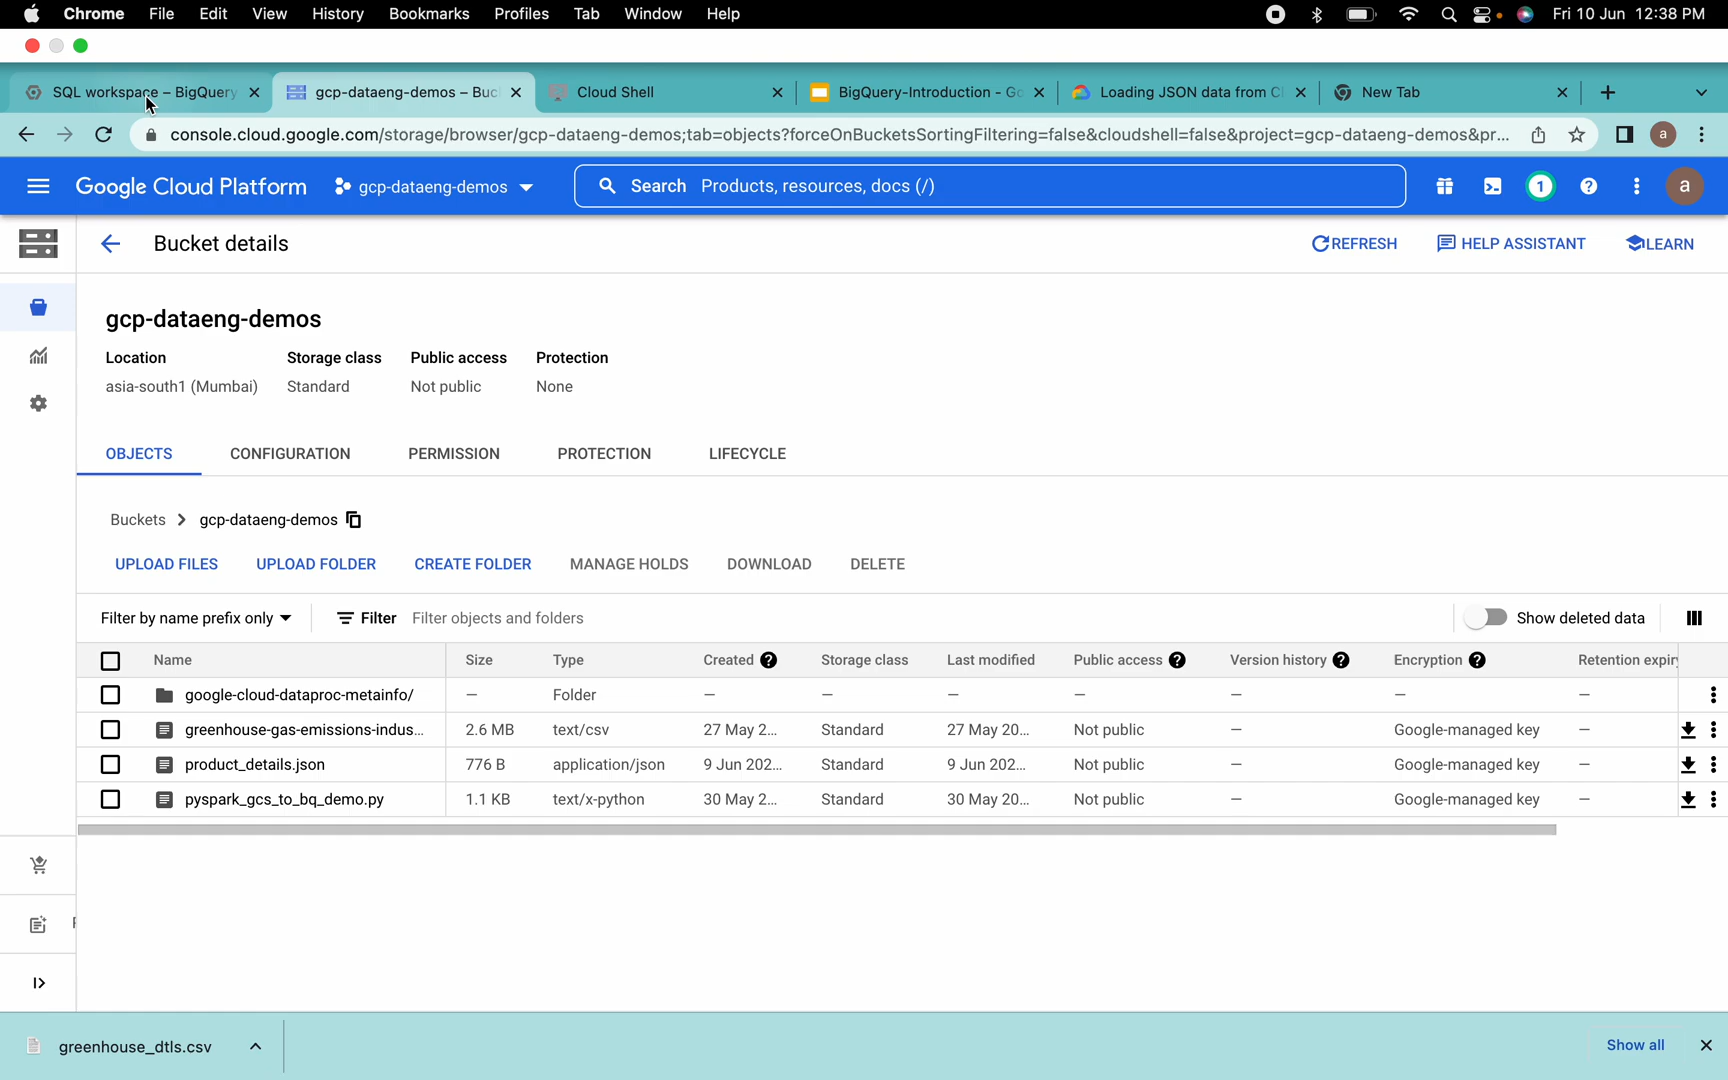 Chrome File Edit View History Bookmarks Profiles Tab Window Help Fri 10 Jun 12:38 PM
SQL workspace – BigQuery gcp-dataeng-demos – Buc Cloud Shell BigQuery-Introduction - Go Loading JSON data from Cl New Tab
console.cloud.google.com/storage/browser/gcp-dataeng-demos;tab=objects?forceOnBucketsSortingFiltering=false&cloudshell=false&project=gcp-dataeng-demos&pr... a
Google Cloud Platform gcp-dataeng-demos Search Products, resources, docs (/) 1 a
Bucket details REFRESH HELP ASSISTANT LEARN
gcp-dataeng-demos
Location Storage class Public access Protection
asia-south1 (Mumbai) Standard Not public None
OBJECTS CONFIGURATION PERMISSION PROTECTION LIFECYCLE
Buckets > gcp-dataeng-demos
UPLOAD FILES UPLOAD FOLDER CREATE FOLDER MANAGE HOLDS DOWNLOAD DELETE
Filter by name prefix only Filter Filter objects and folders Show deleted data
Name Size Type Created Storage class Last modified Public access Version history Encryption Retention expir
google-cloud-dataproc-metainfo/ — Folder — — — — — — —
greenhouse-gas-emissions-indus... 2.6 MB text/csv 27 May 2... Standard 27 May 20... Not public — Google-managed key —
product_details.json 776 B application/json 9 Jun 202... Standard 9 Jun 202... Not public — Google-managed key —
pyspark_gcs_to_bq_demo.py 1.1 KB text/x-python 30 May 2... Standard 30 May 20... Not public — Google-managed key —
greenhouse_dtls.csv Show all